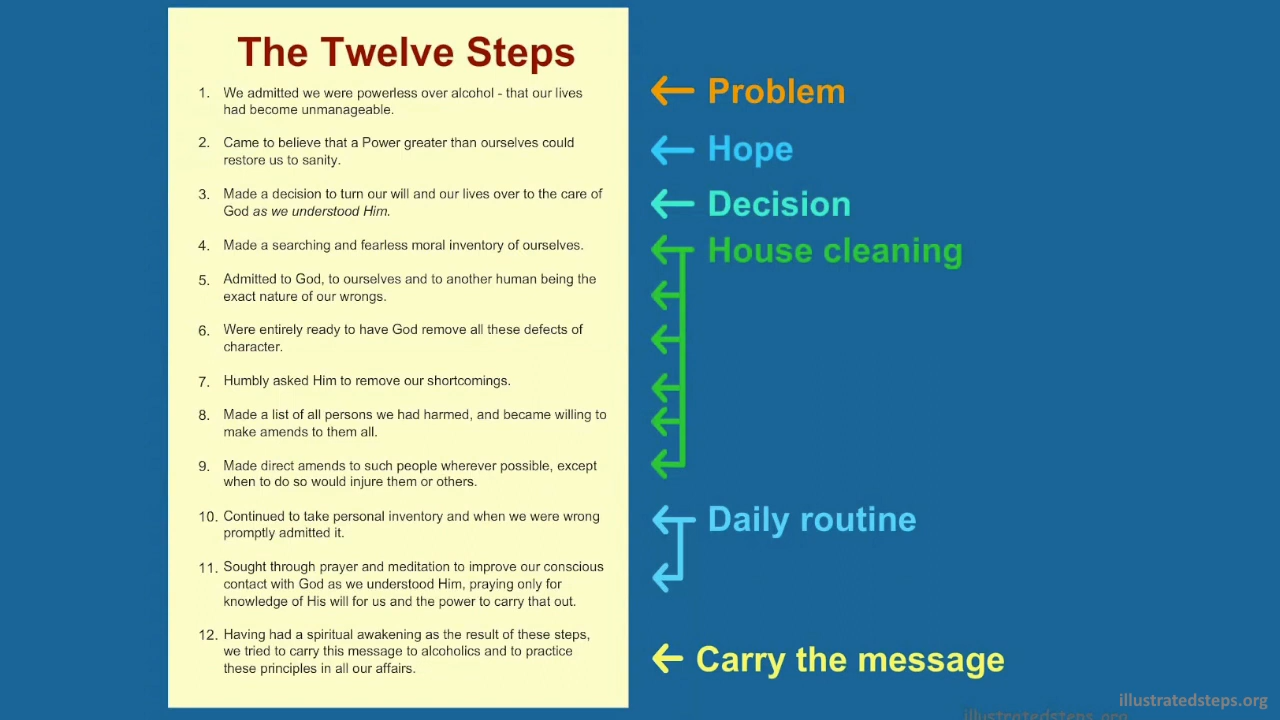 The Twelve Steps
1. We admitted we were powerless over alcohol - that our lives
had become unmanageable.
2. Came to believe that a Power greater than ourselves could
restore us to sanity.
3. Made a decision to turn our will and our lives over to the care of
God as we understood Him.
4. Made a searching and fearless moral inventory of ourselves.
5. Admitted to God, to ourselves and to another human being the
exact nature of our wrongs.
6. Were entirely ready to have God remove all these defects of
character.
7. Humbly asked Him to remove our shortcomings.
8. Made a list of all persons we had harmed, and became willing to
make amends to them all.
9. Made direct amends to such people wherever possible, except
when to do so would injure them or others.
10. Continued to take personal inventory and when we were wrong
promptly admitted it.
11. Sought through prayer and meditation to improve our conscious
contact with God as we understood Him, praying only for
knowledge of His will for us and the power to carry that out.
12. Having had a spiritual awakening as the result of these steps,
we tried to carry this message to alcoholics and to practice
these principles in all our affairs.
Problem
Hope
Decision
House cleaning
Daily routine
Carry the message
illustratedsteps.org
illustratedsteps.org